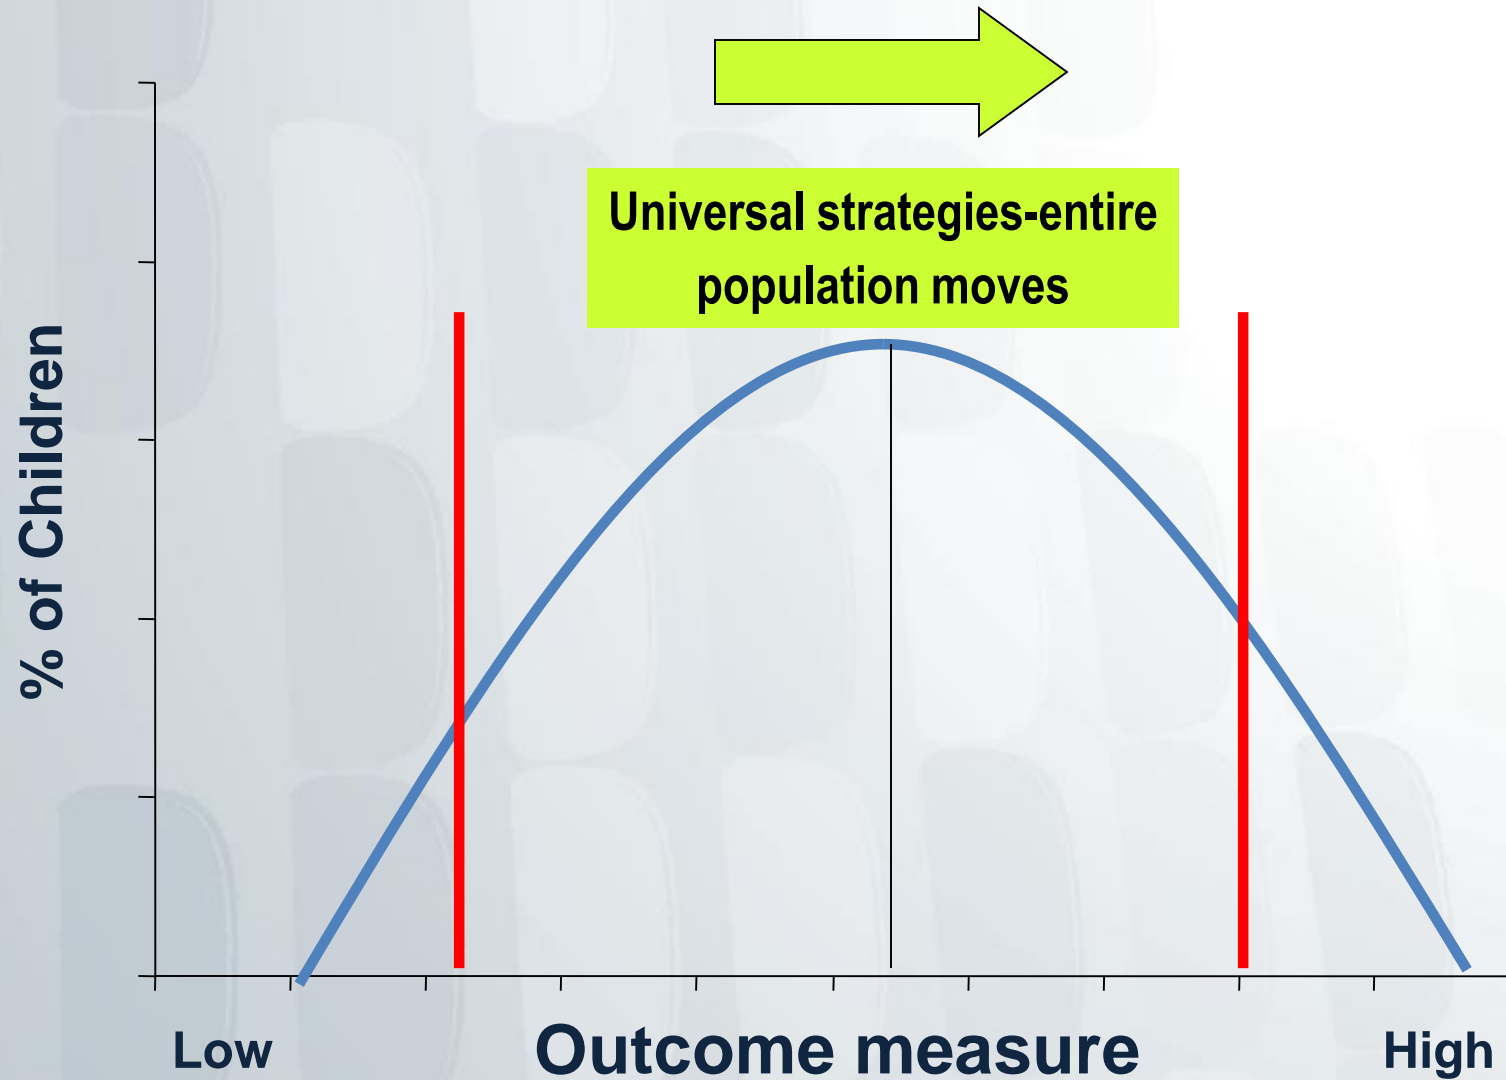 Universal strategies-entire
population moves
% of Children
Low
Outcome measure
High